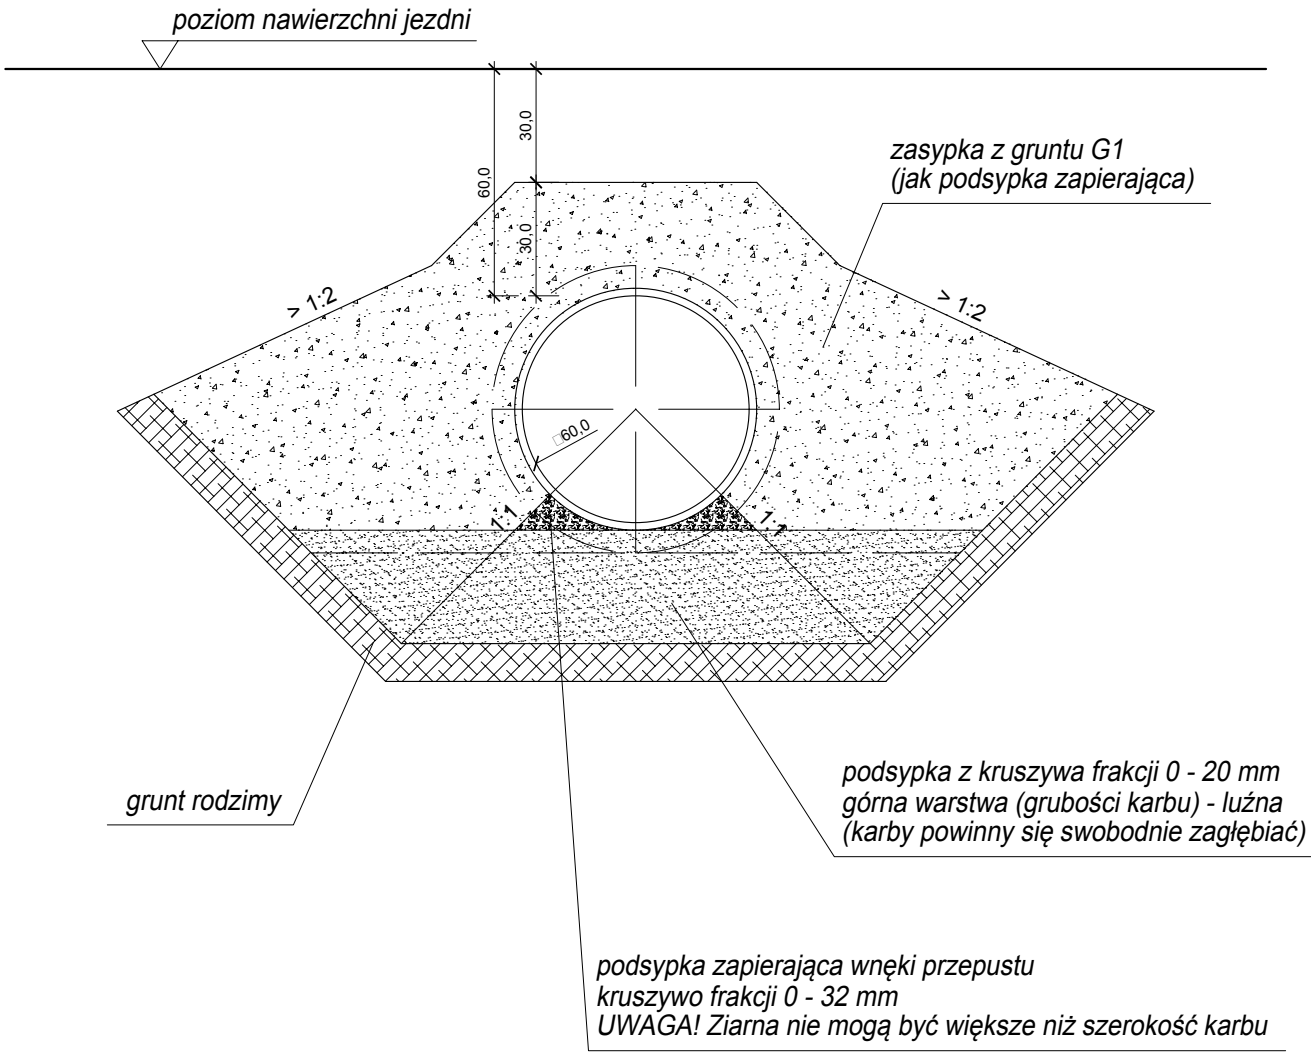 poziom nawierzchni jezdni
30,0
60,0
30,0
zasypka z gruntu G1
(jak podsypka zapierająca)
> 1:2
> 1:2
□60,0
1:1
1:1
grunt rodzimy
podsypka z kruszywa frakcji 0 - 20 mm
górna warstwa (grubości karbu) - luźna
(karby powinny się swobodnie zagłębiać)
podsypka zapierająca wnęki przepustu
kruszywo frakcji 0 - 32 mm
UWAGA! Ziarna nie mogą być większe niż szerokość karbu